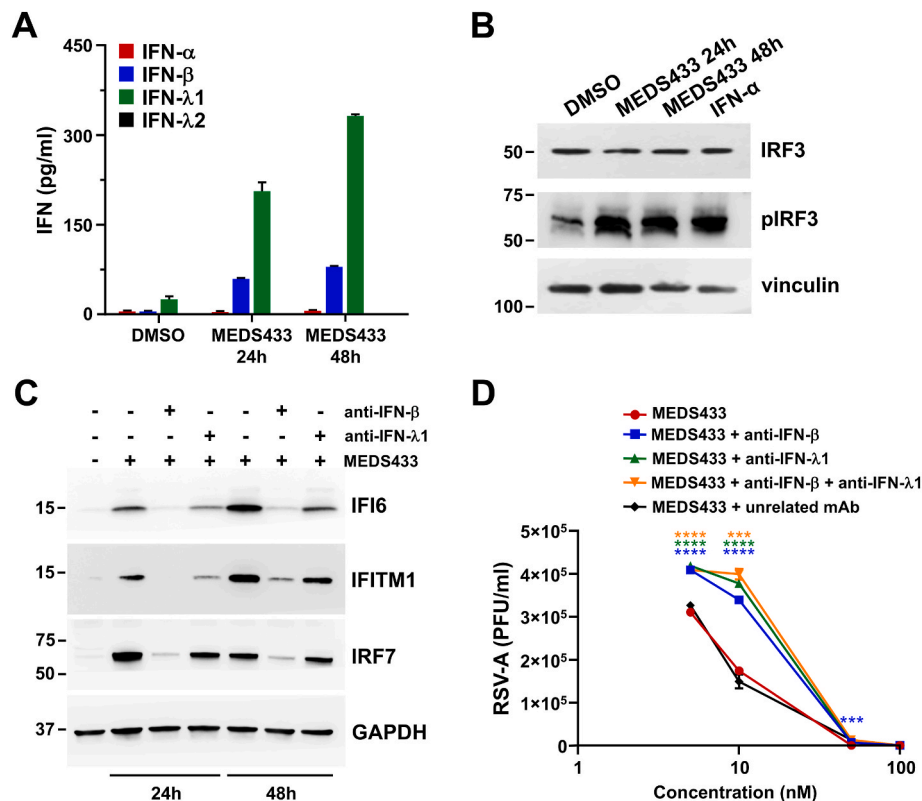 A
450
300
150
0
IFN (pg/ml)
IFN-α
IFN-β
IFN-λ1
IFN-λ2
DMSO
MEDS433
24h
MEDS433
48h
B
DMSO
MEDS433 24h
MEDS433 48h
IFN-α
50
IRF3
75
50
pIRF3
100
vinculin
C
- - + - - + - anti-IFN-β
- - - + - - + anti-IFN-λ1
- + + + + + + MEDS433
15
IFI6
15
IFITM1
75
50
IRF7
37
GAPDH
24h 48h
D
MEDS433
MEDS433 + anti-IFN-β
MEDS433 + anti-IFN-λ1
MEDS433 + anti-IFN-β + anti-IFN-λ1
MEDS433 + unrelated mAb
RSV-A (PFU/ml)
5×10⁵
4×10⁵
3×10⁵
2×10⁵
1×10⁵
0
**** ***
**** ****
**** ****
***
1 10 100
Concentration (nM)